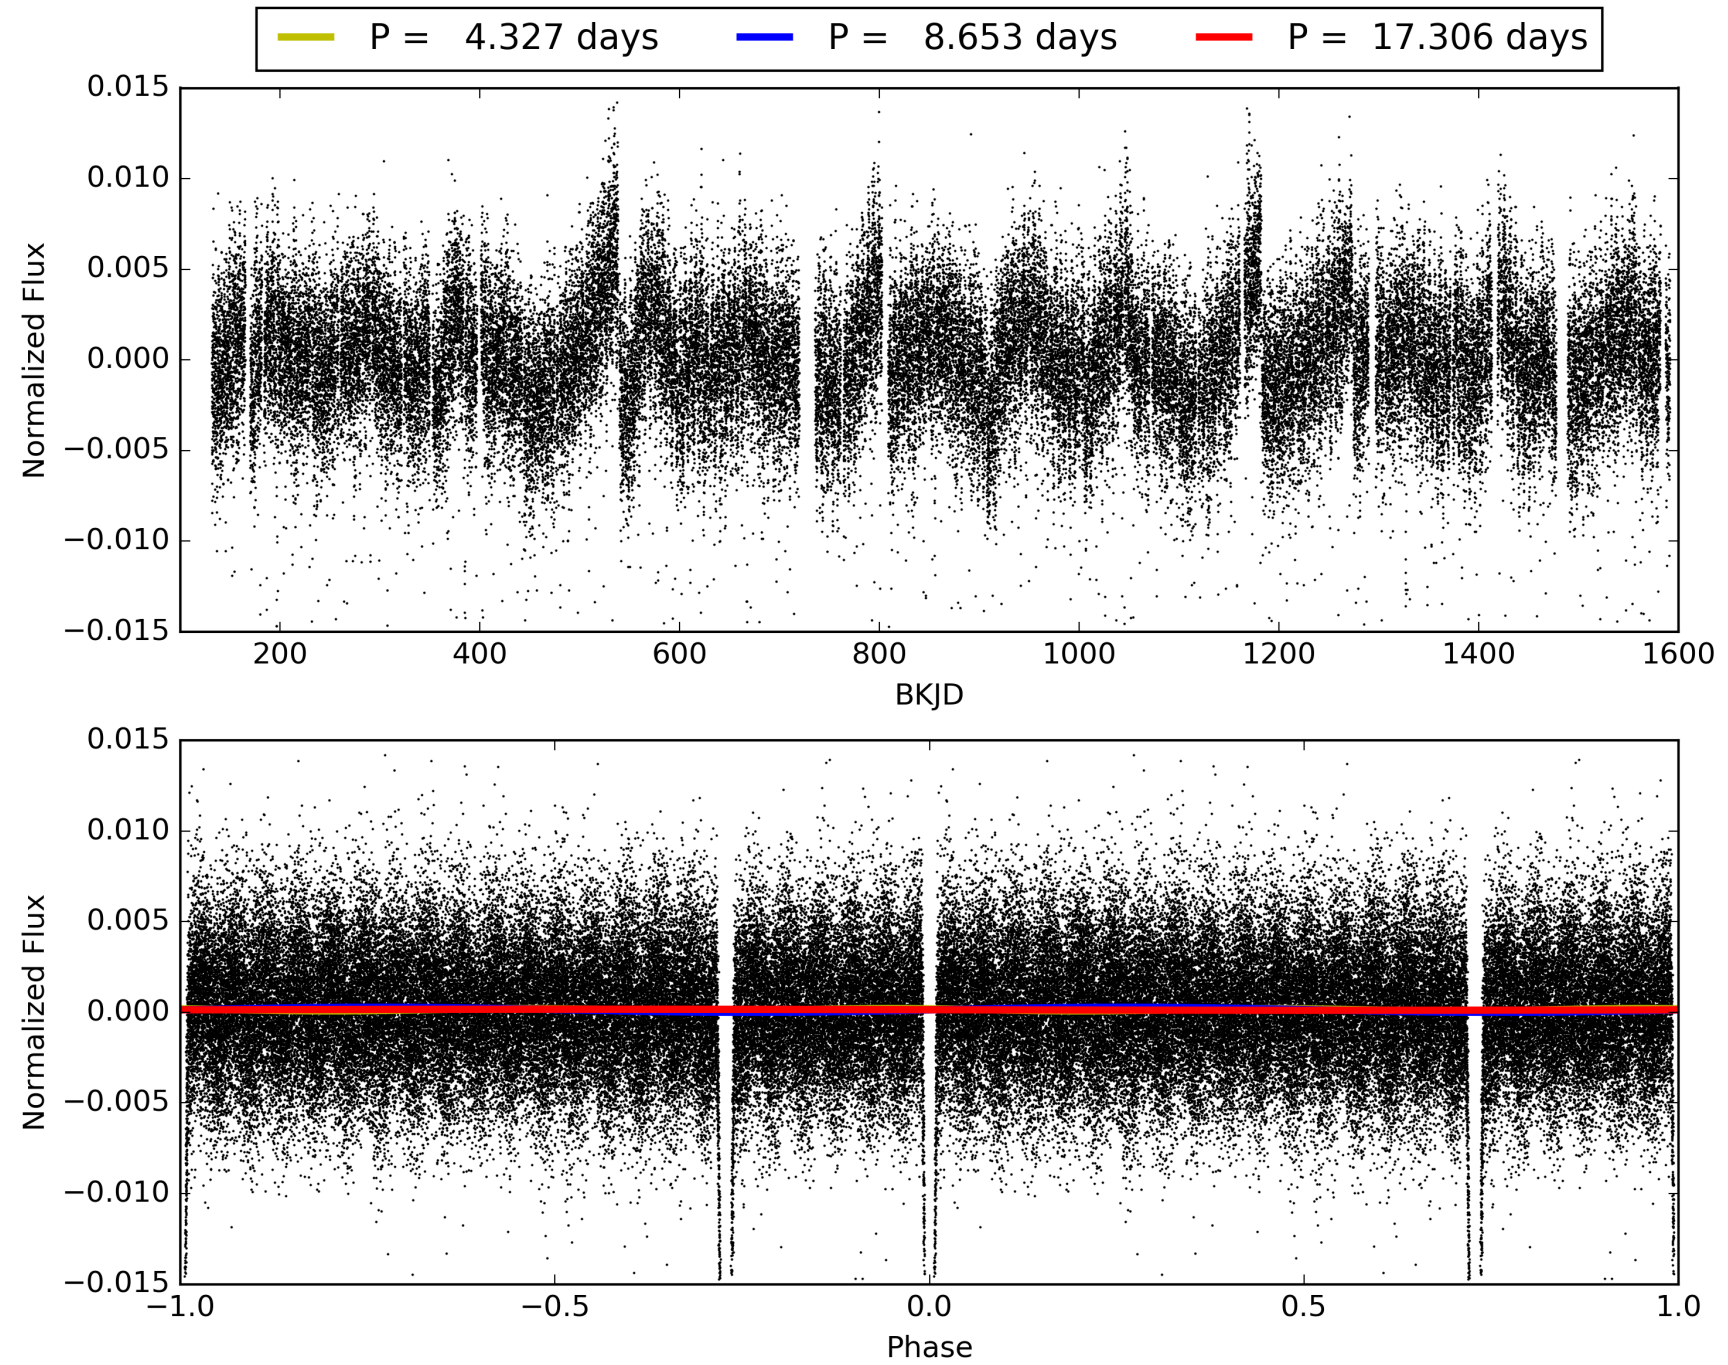 P = 4.327 days P = 8.653 days P = 17.306 days
0.015
0.010
0.005
0.000
−0.005
−0.010
−0.015
Normalized Flux
200 400 600 800 1000 1200 1400 1600
BKJD
0.015
0.010
0.005
0.000
−0.005
−0.010
−0.015
Normalized Flux
−1.0 −0.5 0.0 0.5 1.0
Phase